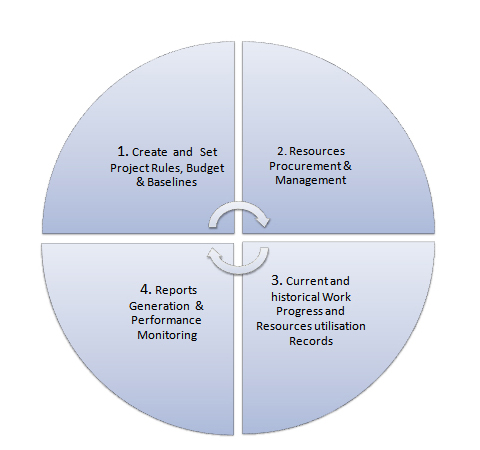 1. Create and Set
Project Rules, Budget
& Baselines
2. Resources
Procurement &
Management
3. Current and
historical Work
Progress and
Resources utilisation
Records
4. Reports
Generation &
Performance
Monitoring